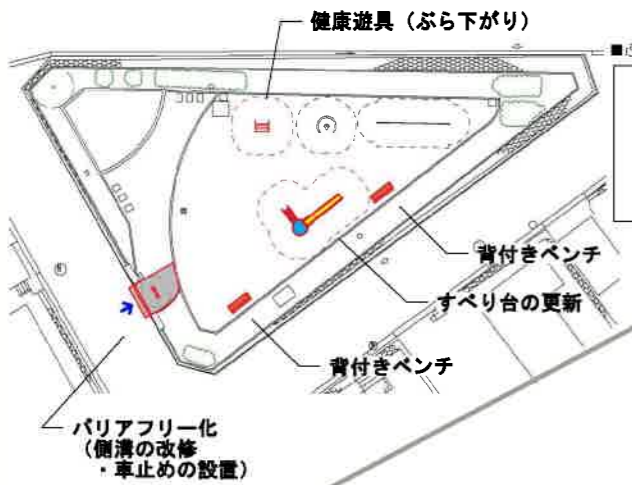 健康遊具（ぶら下がり）
背付きベンチ
すべり台の更新
背付きベンチ
バリアフリー化
（側溝の改修
・車止めの設置）